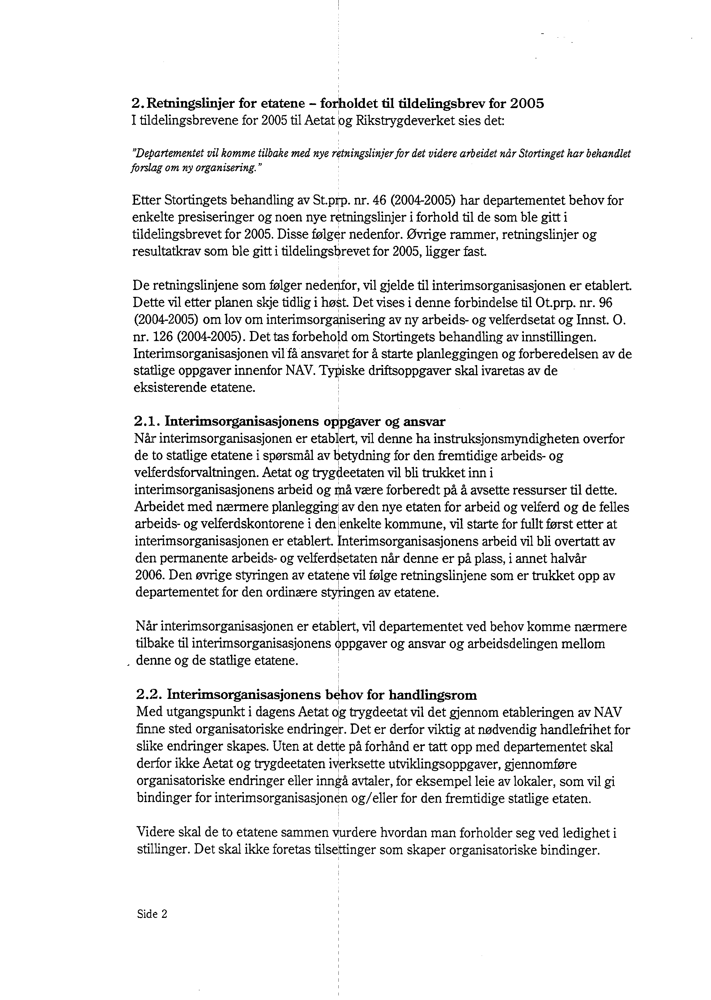 2. Retningslinjer for etatene – forholdet til tildelingsbrev for 2005
I tildelingsbrevene for 2005 til Aetat og Rikstrygdeverket sies det:
"Departementet vil komme tilbake med nye retningslinjer for det videre arbeidet når Stortinget har behandlet
forslag om ny organisering."
Etter Stortingets behandling av St.prp. nr. 46 (2004-2005) har departementet behov for
enkelte presiseringer og noen nye retningslinjer i forhold til de som ble gitt i
tildelingsbrevet for 2005. Disse følger nedenfor. Øvrige rammer, retningslinjer og
resultatkrav som ble gitt i tildelingsbrevet for 2005, ligger fast.
De retningslinjene som følger nedenfor, vil gjelde til interimsorganisasjonen er etablert.
Dette vil etter planen skje tidlig i høst. Det vises i denne forbindelse til Ot.prp. nr. 96
(2004-2005) om lov om interimsorganisering av ny arbeids- og velferdsetat og Innst. O.
nr. 126 (2004-2005). Det tas forbehold om Stortingets behandling av innstillingen.
Interimsorganisasjonen vil få ansvaret for å starte planleggingen og forberedelsen av de
statlige oppgaver innenfor NAV. Typiske driftsoppgaver skal ivaretas av de
eksisterende etatene.
2.1. Interimsorganisasjonens oppgaver og ansvar
Når interimsorganisasjonen er etablert, vil denne ha instruksjonsmyndigheten overfor
de to statlige etatene i spørsmål av betydning for den fremtidige arbeids- og
velferdsforvaltningen. Aetat og trygdeetaten vil bli trukket inn i
interimsorganisasjonens arbeid og må være forberedt på å avsette ressurser til dette.
Arbeidet med nærmere planlegging av den nye etaten for arbeid og velferd og de felles
arbeids- og velferdskontorene i den enkelte kommune, vil starte for fullt først etter at
interimsorganisasjonen er etablert. Interimsorganisasjonens arbeid vil bli overtatt av
den permanente arbeids- og velferdsetaten når denne er på plass, i annet halvår
2006. Den øvrige styringen av etatene vil følge retningslinjene som er trukket opp av
departementet for den ordinære styringen av etatene.
Når interimsorganisasjonen er etablert, vil departementet ved behov komme nærmere
tilbake til interimsorganisasjonens oppgaver og ansvar og arbeidsdelingen mellom
denne og de statlige etatene.
2.2. Interimsorganisasjonens behov for handlingsrom
Med utgangspunkt i dagens Aetat og trygdeetat vil det gjennom etableringen av NAV
finne sted organisatoriske endringer. Det er derfor viktig at nødvendig handlefrihet for
slike endringer skapes. Uten at dette på forhånd er tatt opp med departementet skal
derfor ikke Aetat og trygdeetaten iverksette utviklingsoppgaver, gjennomføre
organisatoriske endringer eller inngå avtaler, for eksempel leie av lokaler, som vil gi
bindinger for interimsorganisasjonen og/eller for den fremtidige statlige etaten.
Videre skal de to etatene sammen vurdere hvordan man forholder seg ved ledighet i
stillinger. Det skal ikke foretas tilsettinger som skaper organisatoriske bindinger.
Side 2